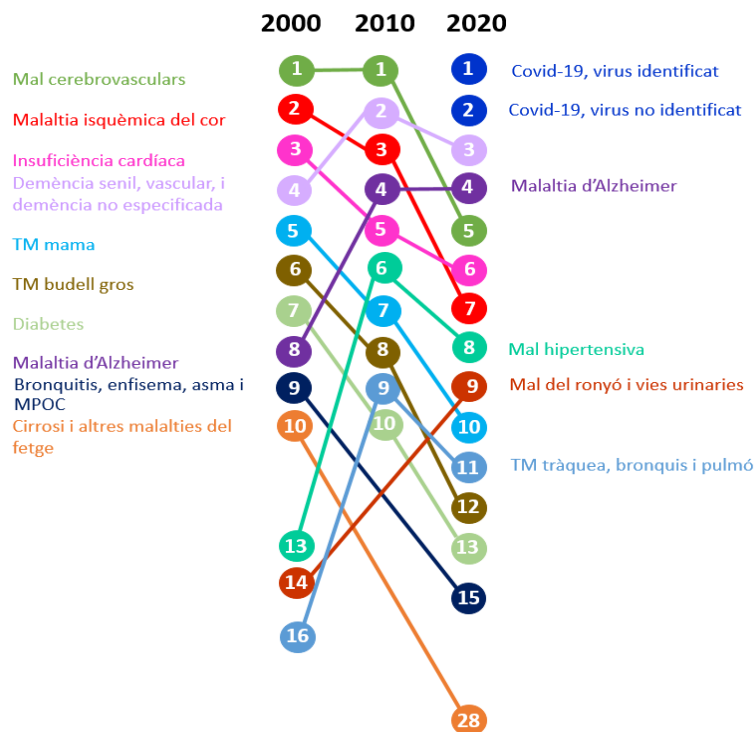 2000 2010 2020
1 1 1
Mal cerebrovasculars
Covid-19, virus identificat
2 2 2
Malaltia isquèmica del cor
Covid-19, virus no identificat
3 3 3
Insuficiència cardíaca
Demència senil, vascular, i
demència no especificada
4 4 4
Malaltia d'Alzheimer
5 5 5
TM mama
6 6 6
TM budell gros
7 7 7
Diabetes
8 8 8
Malaltia d'Alzheimer
Mal hipertensiva
9 9 9
Bronquitis, enfisema, asma i
MPOC
Mal del ronyó i vies urinaries
10 10 10
Cirrosi i altres malalties del
fetge
11
TM tràquea, bronquis i pulmó
12
13 13
14
15
16
28